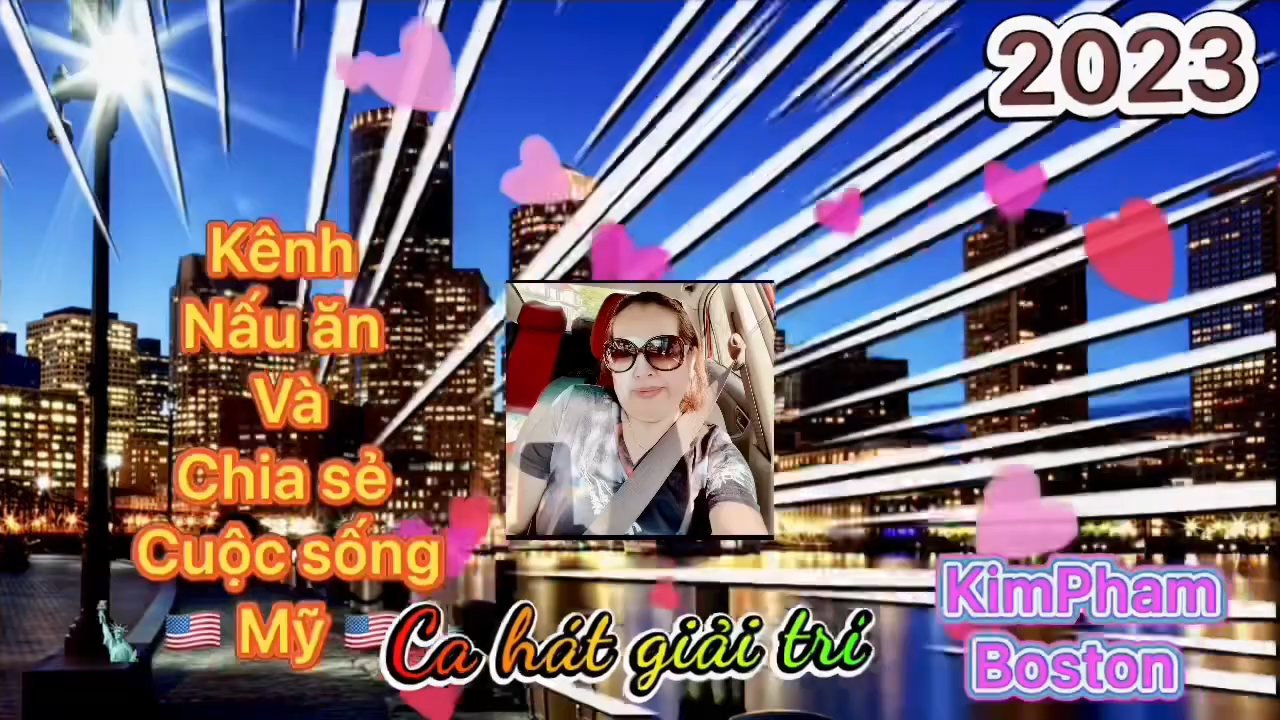 2023
Kênh
Nấu ăn
Và
Chia sẻ
Cuộc sống
Mỹ
Ca hát giải trí
KimPham
Boston